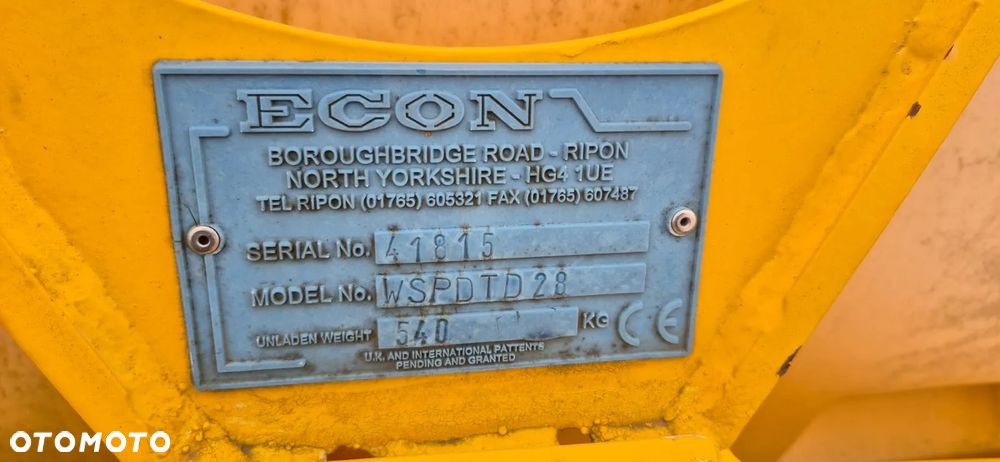 ECON
BOROUGHBRIDGE ROAD - RIPON
NORTH YORKSHIRE - HG4 1UE
TEL RIPON (01765) 605321 FAX (01765) 607487
SERIAL No. 41815
MODEL No. WSPDTD28
UNLADEN WEIGHT 540 KG CE
U.K. AND INTERNATIONAL PATTENTS
PENDING AND GRANTED
OTOMOTO